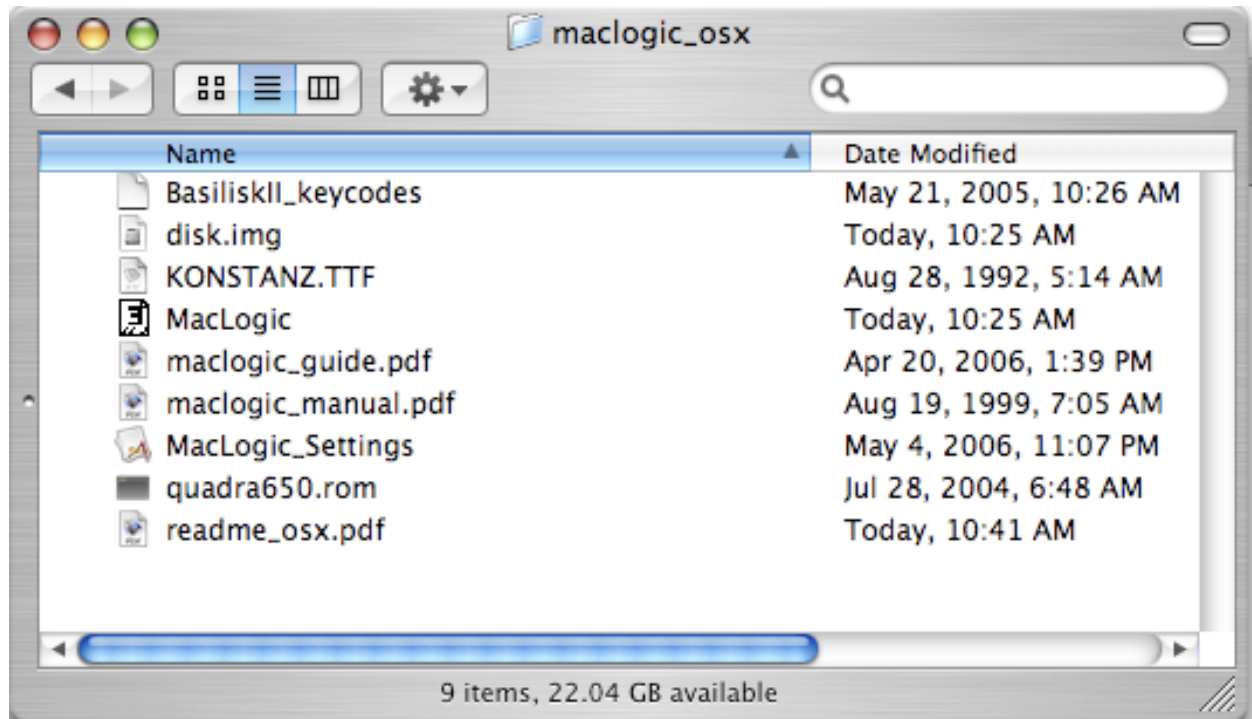 maclogic_osx
Name Date Modified
BasiliskII_keycodes May 21, 2005, 10:26 AM
disk.img Today, 10:25 AM
KONSTANZ.TTF Aug 28, 1992, 5:14 AM
MacLogic Today, 10:25 AM
maclogic_guide.pdf Apr 20, 2006, 1:39 PM
maclogic_manual.pdf Aug 19, 1999, 7:05 AM
MacLogic_Settings May 4, 2006, 11:07 PM
quadra650.rom Jul 28, 2004, 6:48 AM
readme_osx.pdf Today, 10:41 AM
9 items, 22.04 GB available